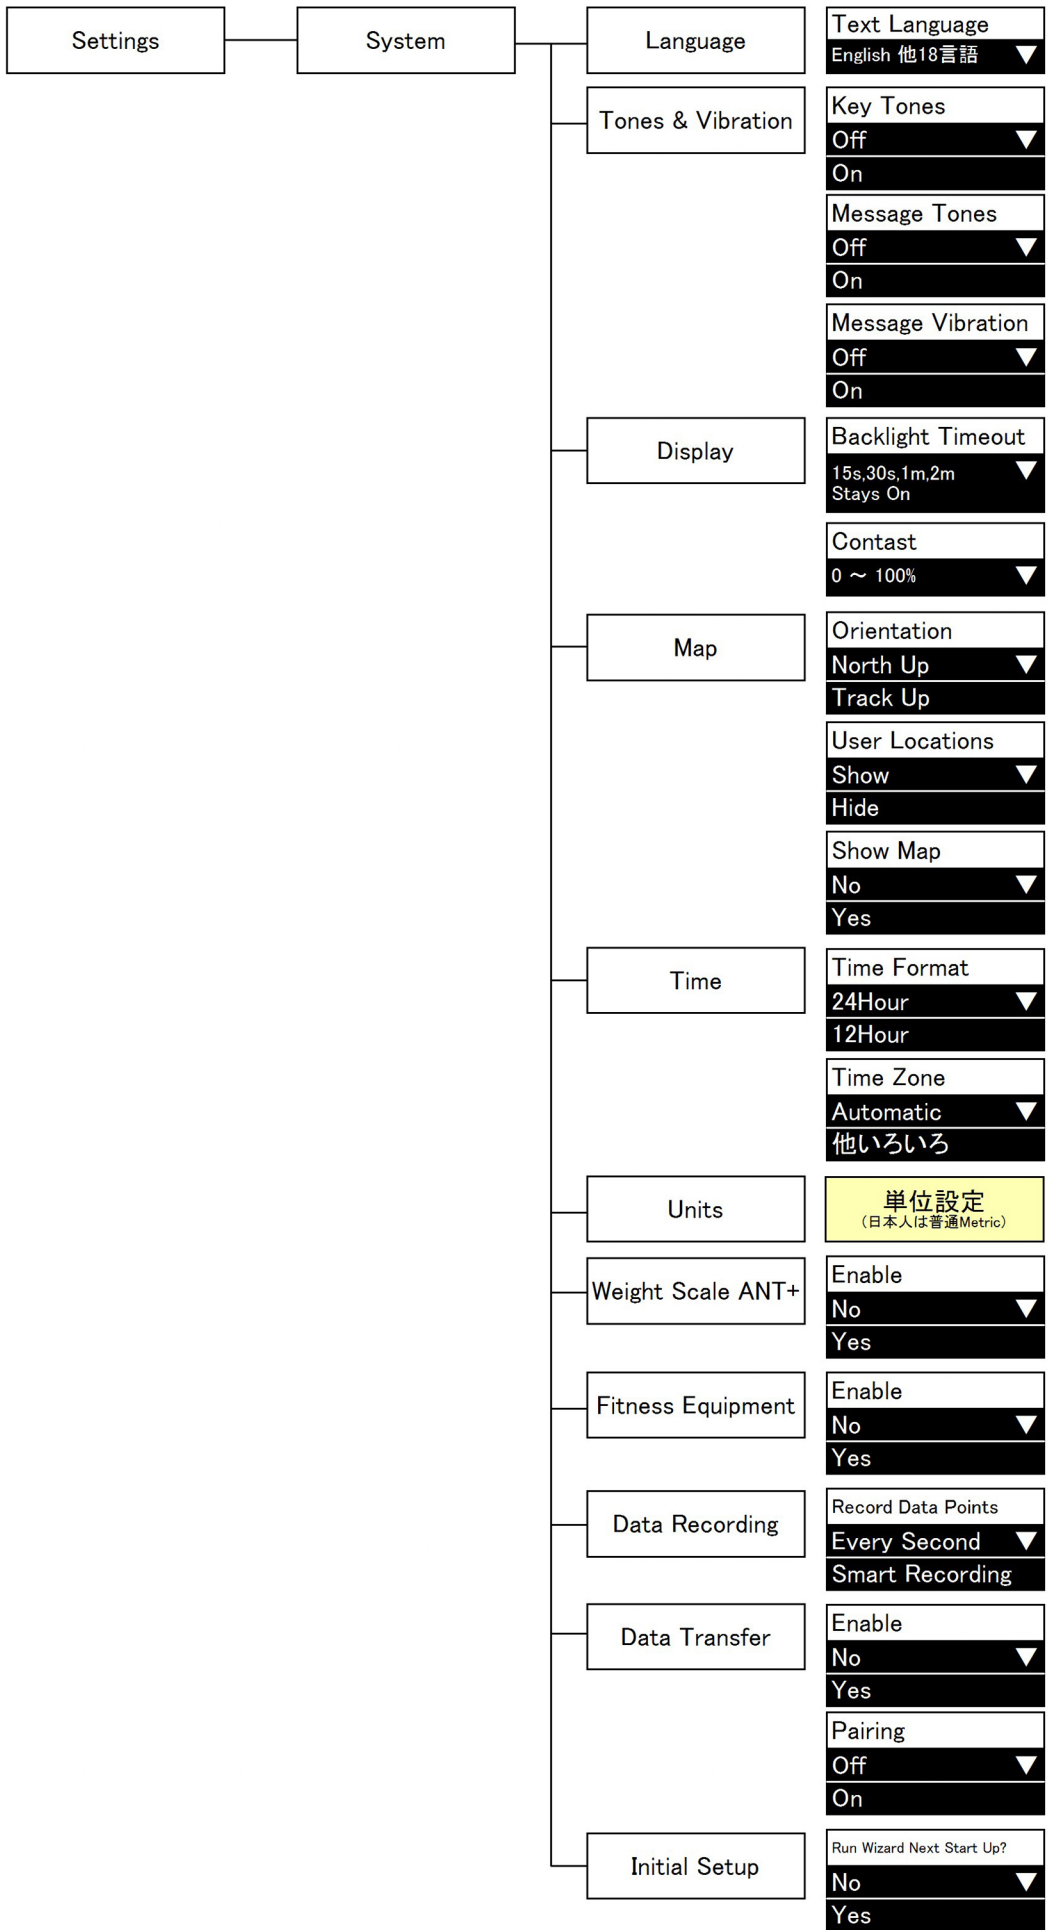 Settings
System
Language
Text Language
English 他18言語 ▼
Tones & Vibration
Key Tones
Off ▼
On
Message Tones
Off ▼
On
Message Vibration
Off ▼
On
Display
Backlight Timeout
15s,30s,1m,2m ▼
Stays On
Contast
0 ～ 100% ▼
Map
Orientation
North Up ▼
Track Up
User Locations
Show ▼
Hide
Show Map
No ▼
Yes
Time
Time Format
24Hour ▼
12Hour
Time Zone
Automatic ▼
他いろいろ
Units
単位設定
（日本人は普通Metric）
Weight Scale ANT+
Enable
No ▼
Yes
Fitness Equipment
Enable
No ▼
Yes
Data Recording
Record Data Points
Every Second ▼
Smart Recording
Data Transfer
Enable
No ▼
Yes
Pairing
Off ▼
On
Initial Setup
Run Wizard Next Start Up?
No ▼
Yes